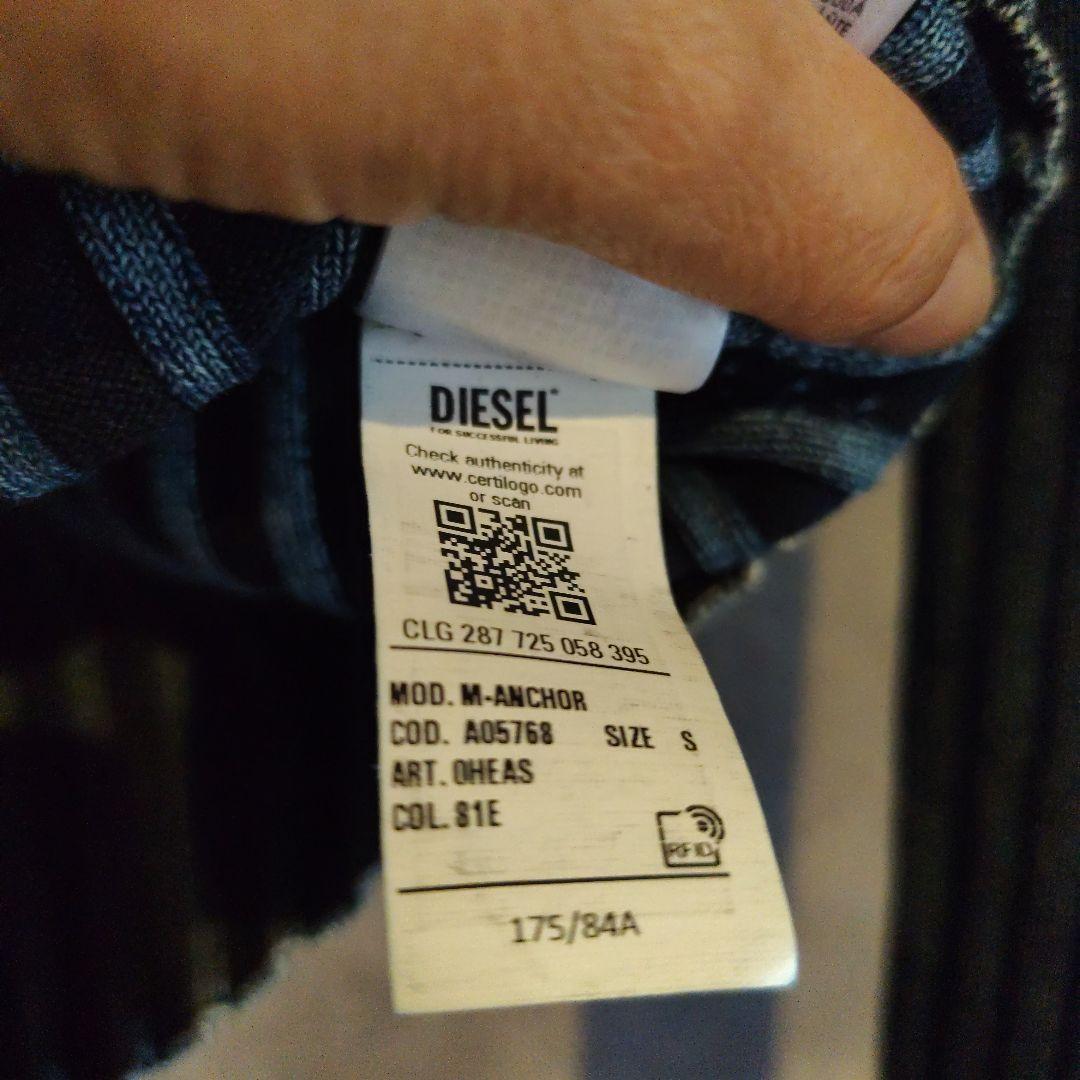 DIESEL
FOR SUCCESSFUL LIVING
Check authenticity at
www.certilogo.com
or scan
CLG 287 725 058 395
MOD. M-ANCHOR
COD. A05768 SIZE S
ART. 0HEAS
COL. 81E
RFID
175/84A